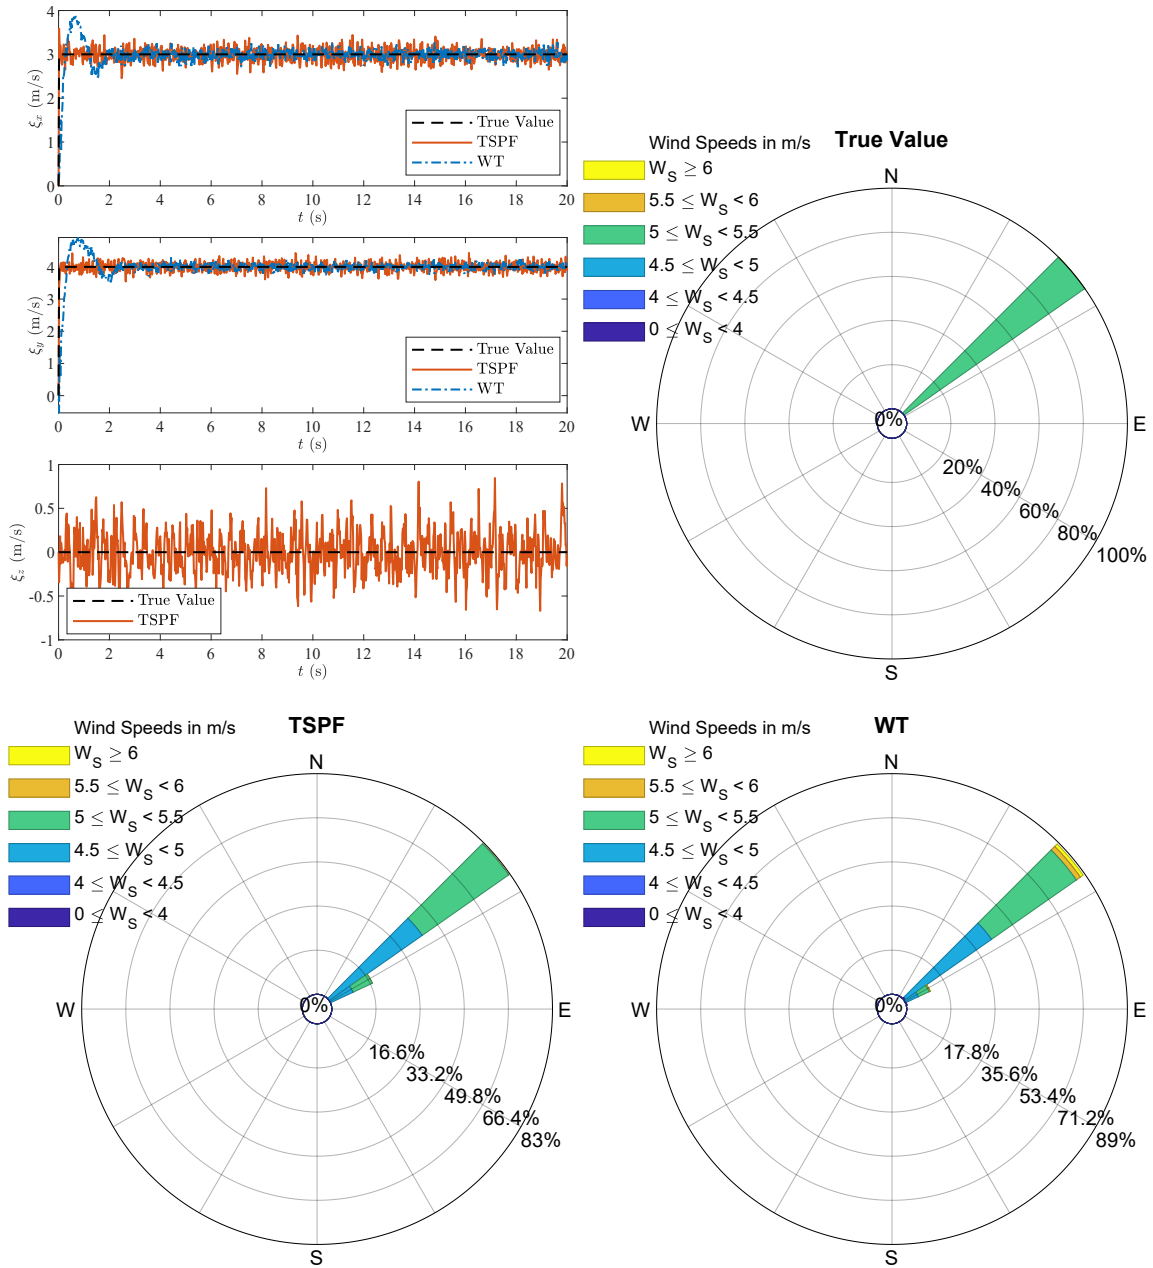 4
3
2
1
0
ξx (m/s)
True Value
TSPF
WT
0 2 4 6 8 10 12 14 16 18 20
t (s)
4
3
2
1
0
ξy (m/s)
True Value
TSPF
WT
0 2 4 6 8 10 12 14 16 18 20
t (s)
1
0.5
0
-0.5
-1
ξz (m/s)
True Value
TSPF
0 2 4 6 8 10 12 14 16 18 20
t (s)
True Value
Wind Speeds in m/s
WS ≥ 6
5.5 ≤ WS < 6
5 ≤ WS < 5.5
4.5 ≤ WS < 5
4 ≤ WS < 4.5
0 ≤ WS < 4
N
W
E
S
0%
20%
40%
60%
80%
100%
TSPF
Wind Speeds in m/s
WS ≥ 6
5.5 ≤ WS < 6
5 ≤ WS < 5.5
4.5 ≤ WS < 5
4 ≤ WS < 4.5
0 ≤ WS < 4
N
W
E
S
0%
16.6%
33.2%
49.8%
66.4%
83%
WT
Wind Speeds in m/s
WS ≥ 6
5.5 ≤ WS < 6
5 ≤ WS < 5.5
4.5 ≤ WS < 5
4 ≤ WS < 4.5
0 ≤ WS < 4
N
W
E
S
0%
17.8%
35.6%
53.4%
71.2%
89%